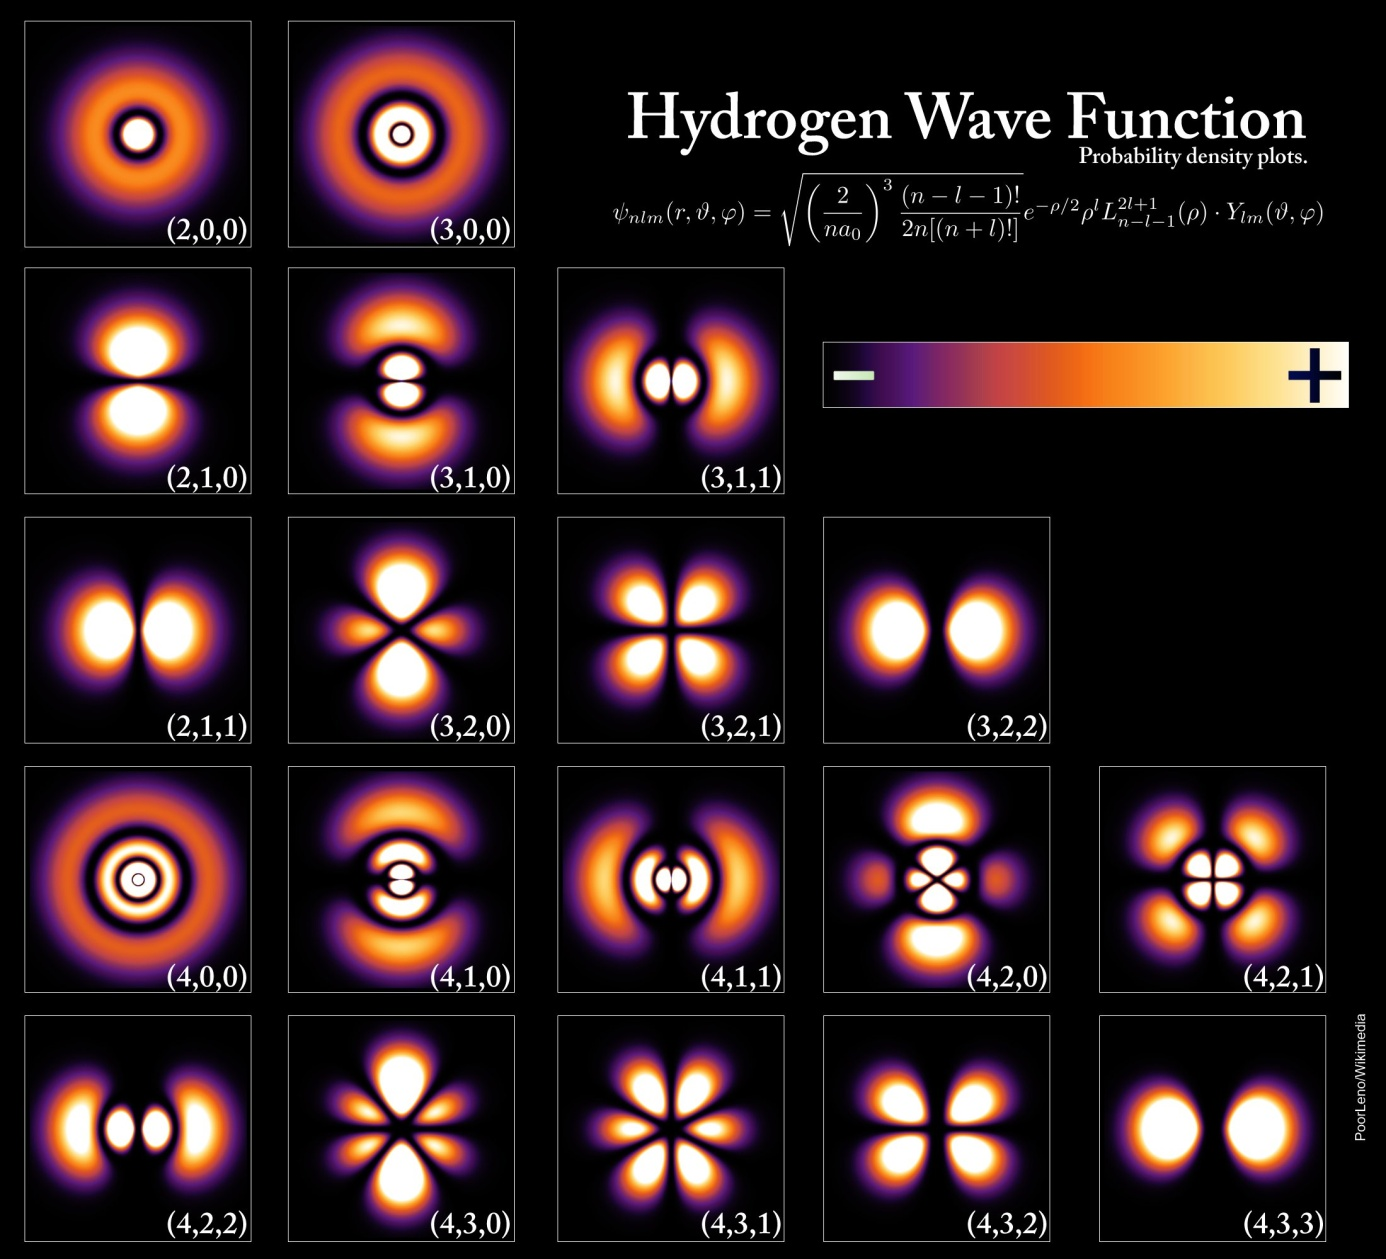 Hydrogen Wave Function
Probability density plots.
ψnlm(r, ϑ, φ) = √((2/na0)^3 (n − l − 1)!/2n[(n + l)!]) e^−ρ/2 ρ^l L^2l+1_n−l−1(ρ) · Ylm(ϑ, φ)
(2,0,0) (3,0,0)
− +
(2,1,0) (3,1,0) (3,1,1)
(2,1,1) (3,2,0) (3,2,1) (3,2,2)
(4,0,0) (4,1,0) (4,1,1) (4,2,0) (4,2,1)
(4,2,2) (4,3,0) (4,3,1) (4,3,2) (4,3,3)
PoorLeno/Wikimedia